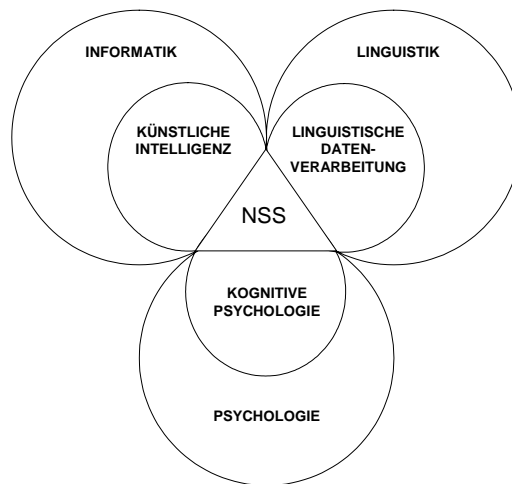 INFORMATIK
LINGUISTIK
KÜNSTLICHE
INTELLIGENZ
LINGUISTISCHE
DATEN-
VERARBEITUNG
NSS
KOGNITIVE
PSYCHOLOGIE
PSYCHOLOGIE